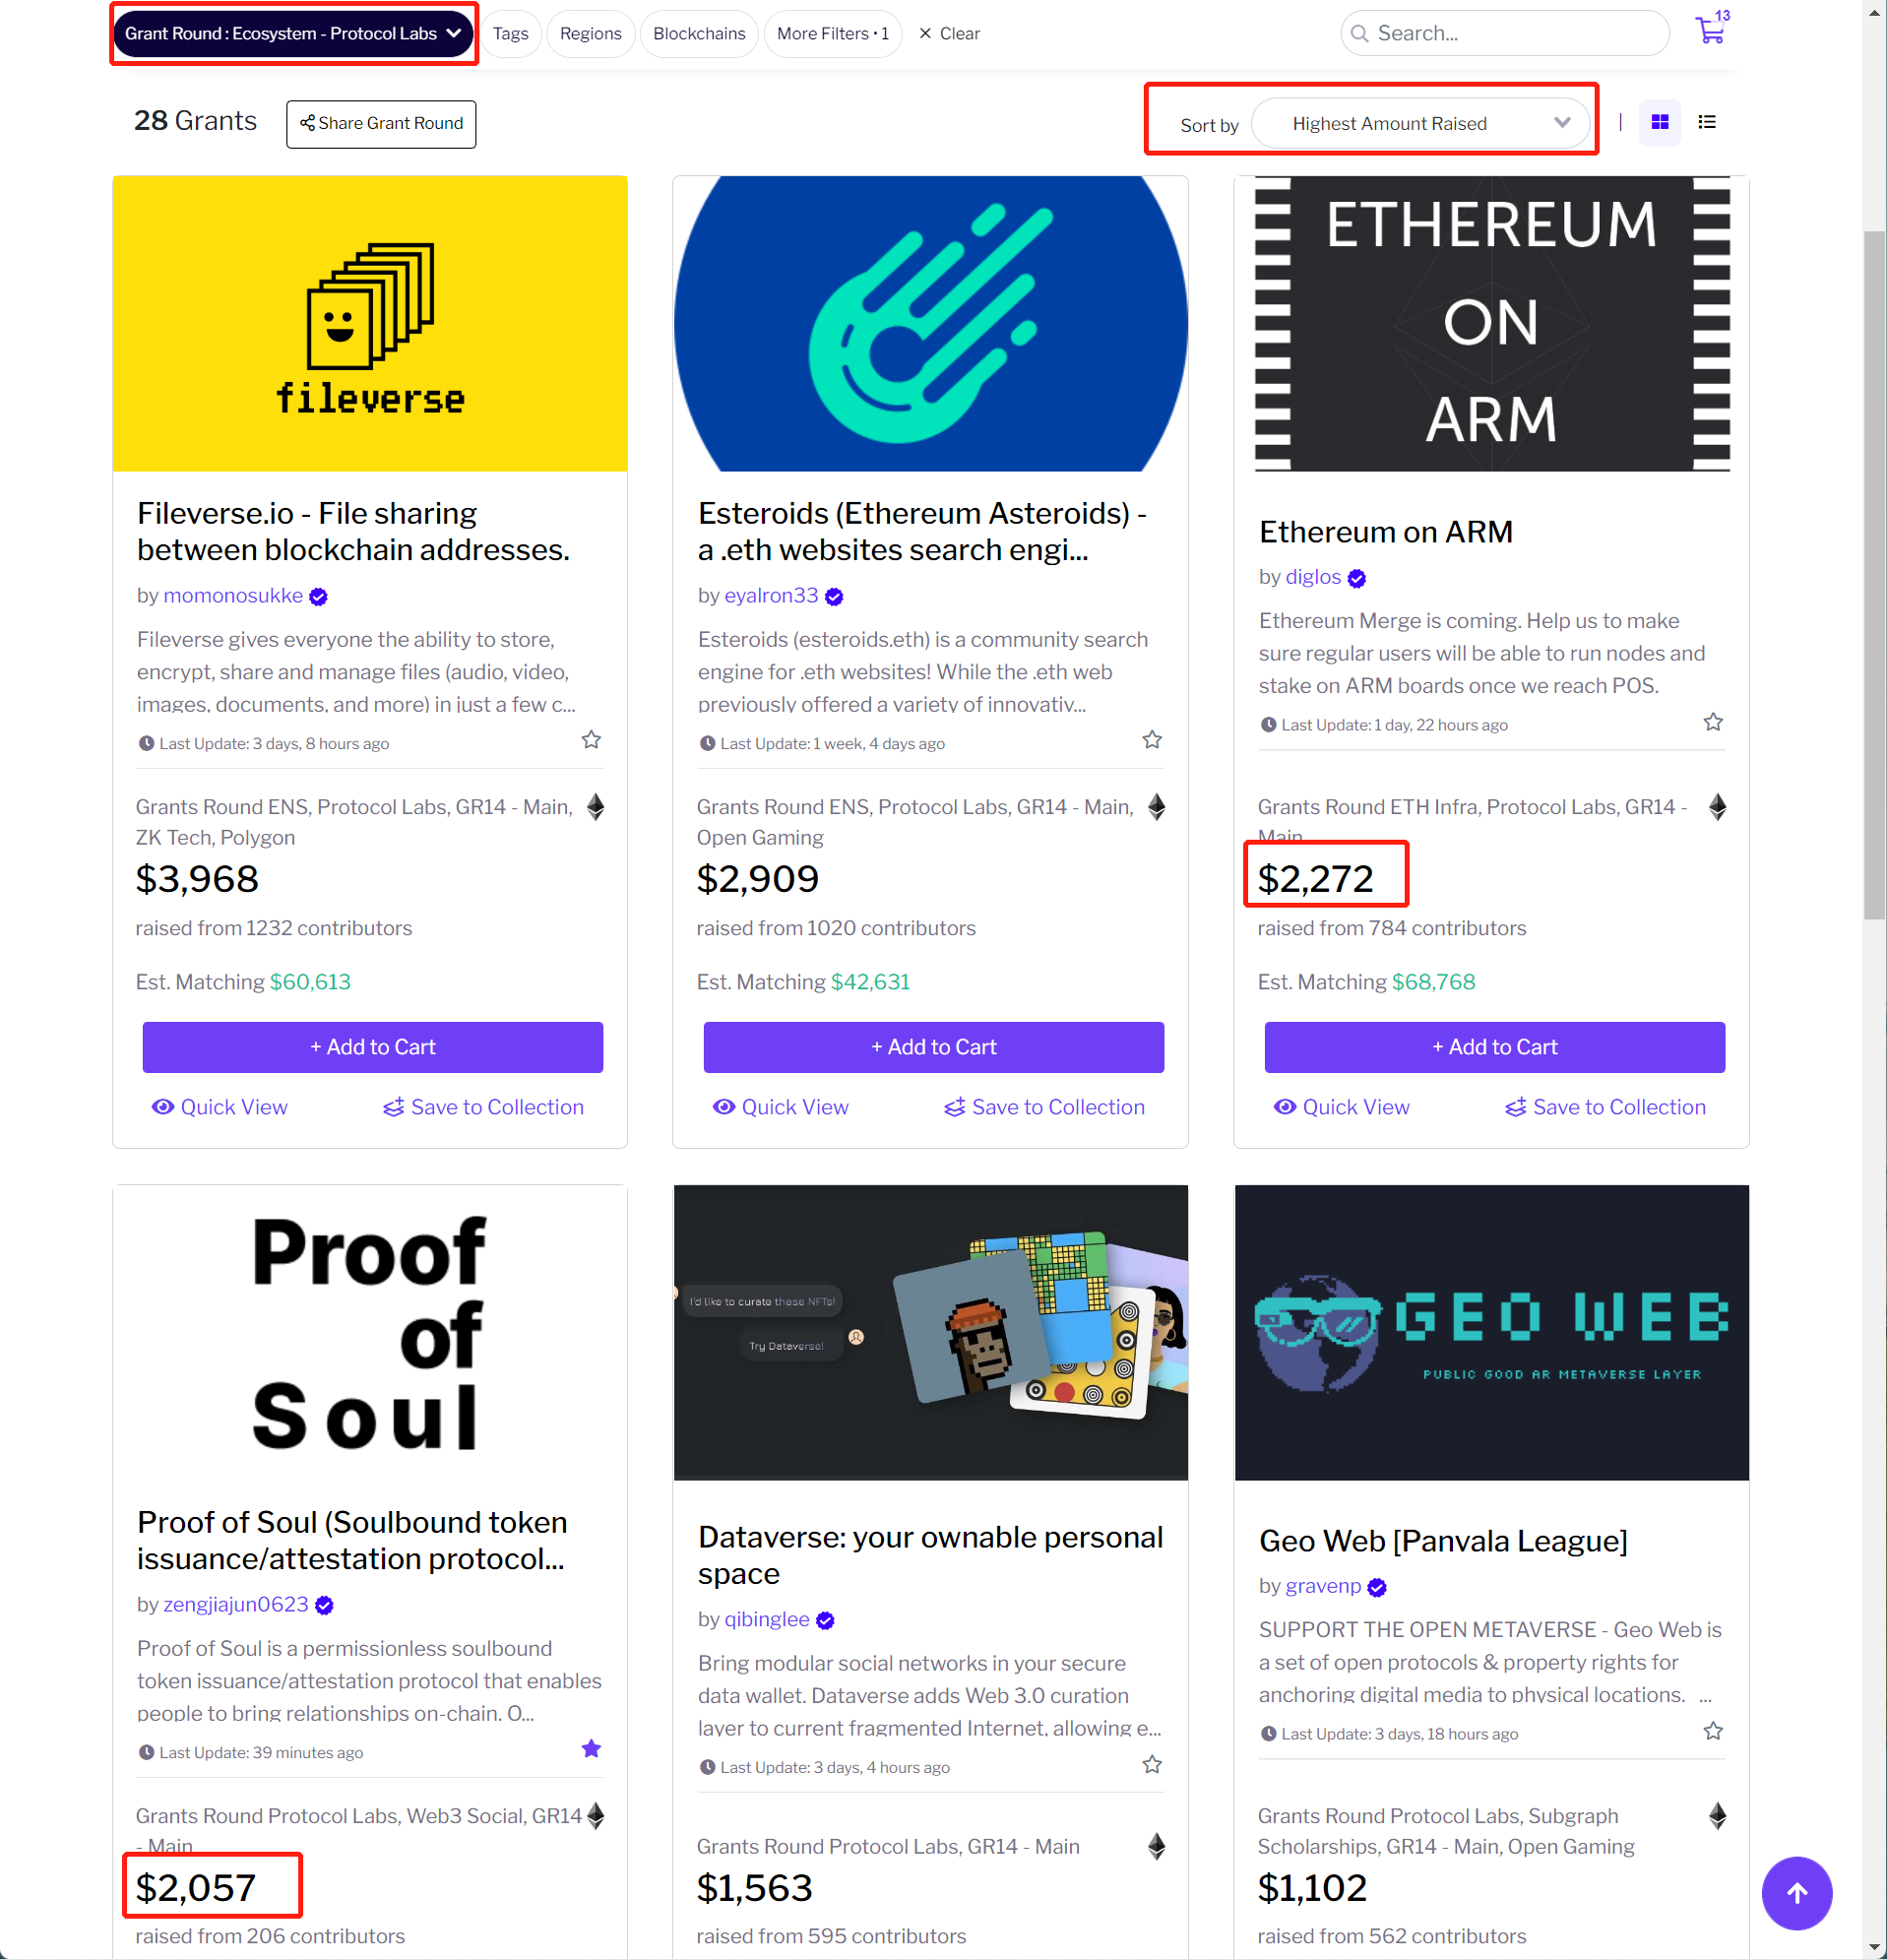 Grant Round : Ecosystem - Protocol Labs
Tags
Regions
Blockchains
More Filters • 1
× Clear
Search...
13
28 Grants
Share Grant Round
Sort by
Highest Amount Raised
fileverse
Fileverse.io - File sharing
between blockchain addresses.
by momonosukke
Fileverse gives everyone the ability to store,
encrypt, share and manage files (audio, video,
images, documents, and more) in just a few c...
Last Update: 3 days, 8 hours ago
Grants Round ENS, Protocol Labs, GR14 - Main,
ZK Tech, Polygon
$3,968
raised from 1232 contributors
Est. Matching $60,613
+ Add to Cart
Quick View
Save to Collection
Esteroids (Ethereum Asteroids) -
a .eth websites search engi...
by eyalron33
Esteroids (esteroids.eth) is a community search
engine for .eth websites! While the .eth web
previously offered a variety of innovativ...
Last Update: 1 week, 4 days ago
Grants Round ENS, Protocol Labs, GR14 - Main,
Open Gaming
$2,909
raised from 1020 contributors
Est. Matching $42,631
+ Add to Cart
Quick View
Save to Collection
ETHEREUM
ON
ARM
Ethereum on ARM
by diglos
Ethereum Merge is coming. Help us to make
sure regular users will be able to run nodes and
stake on ARM boards once we reach POS.
Last Update: 1 day, 22 hours ago
Grants Round ETH Infra, Protocol Labs, GR14 -
Main
$2,272
raised from 784 contributors
Est. Matching $68,768
+ Add to Cart
Quick View
Save to Collection
Proof
of
Soul
Proof of Soul (Soulbound token
issuance/attestation protocol...
by zengjiajun0623
Proof of Soul is a permissionless soulbound
token issuance/attestation protocol that enables
people to bring relationships on-chain. O...
Last Update: 39 minutes ago
Grants Round Protocol Labs, Web3 Social, GR14
- Main
$2,057
raised from 206 contributors
I'd like to curate these NFTs!
Try Dataverse!
Dataverse: your ownable personal
space
by qibinglee
Bring modular social networks in your secure
data wallet. Dataverse adds Web 3.0 curation
layer to current fragmented Internet, allowing e...
Last Update: 3 days, 4 hours ago
Grants Round Protocol Labs, GR14 - Main
$1,563
raised from 595 contributors
GEO WEB
PUBLIC GOOD AR METAVERSE LAYER
Geo Web [Panvala League]
by gravenp
SUPPORT THE OPEN METAVERSE - Geo Web is
a set of open protocols & property rights for
anchoring digital media to physical locations. ...
Last Update: 3 days, 18 hours ago
Grants Round Protocol Labs, Subgraph
Scholarships, GR14 - Main, Open Gaming
$1,102
raised from 562 contributors